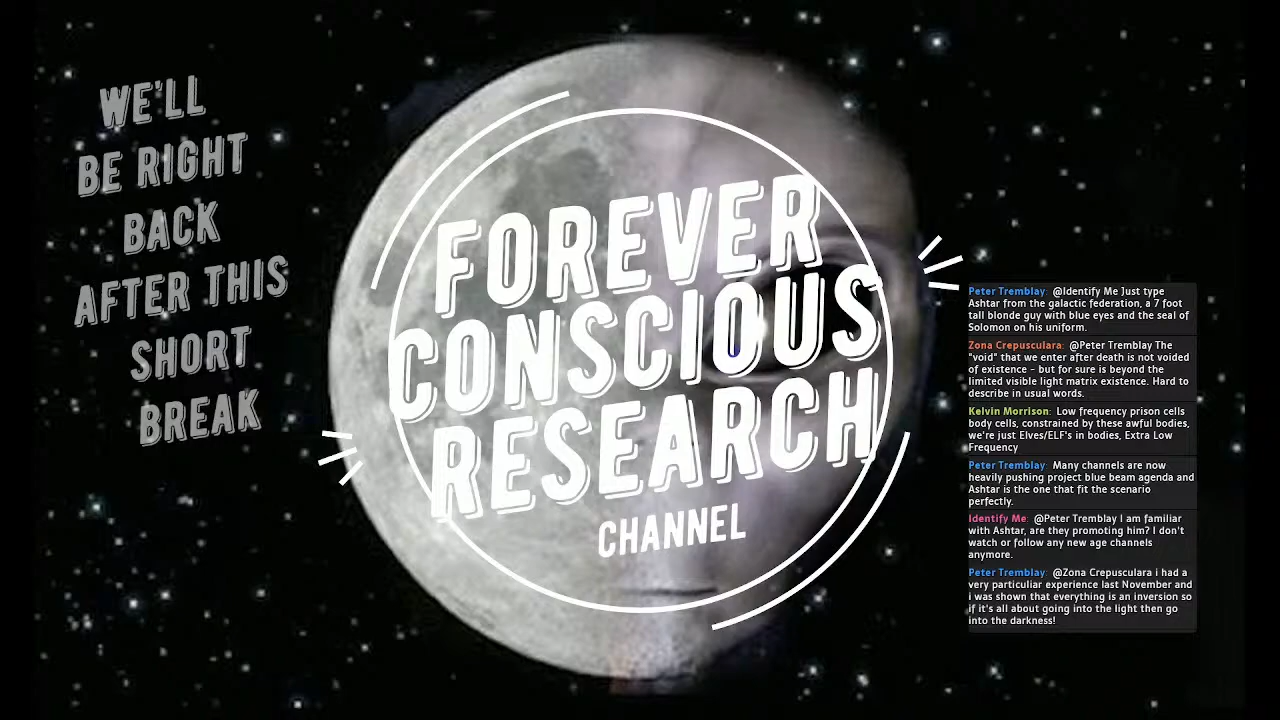 WE'LL
BE RIGHT
BACK
AFTER THIS
SHORT
BREAK
FOREVER
CONSCIOUS
RESEARCH
CHANNEL
Peter Tremblay: @Identify Me Just type
Ashtar from the galactic federation, a 7 foot
tall blonde guy with blue eyes and the seal of
Solomon on his uniform.
Zona Crepusculara: @Peter Tremblay The
"void" that we enter after death is not voided
of existence - but for sure is beyond the
limited visible light matrix existence. Hard to
describe in usual words.
Kelvin Morrison: Low frequency prison cells
body cells, constrained by these awful bodies,
we're just Elves/ELF's in bodies, Extra Low
Frequency
Peter Tremblay: Many channels are now
heavily pushing project blue beam agenda and
Ashtar is the one that fit the scenario
perfectly.
Identify Me: @Peter Tremblay I am familiar
with Ashtar, are they promoting him? I don't
watch or follow any new age channels
anymore.
Peter Tremblay: @Zona Crepusculara i had a
very particuliar experience last November and
i was shown that everything is an inversion so
if it's all about going into the light then go
into the darkness!